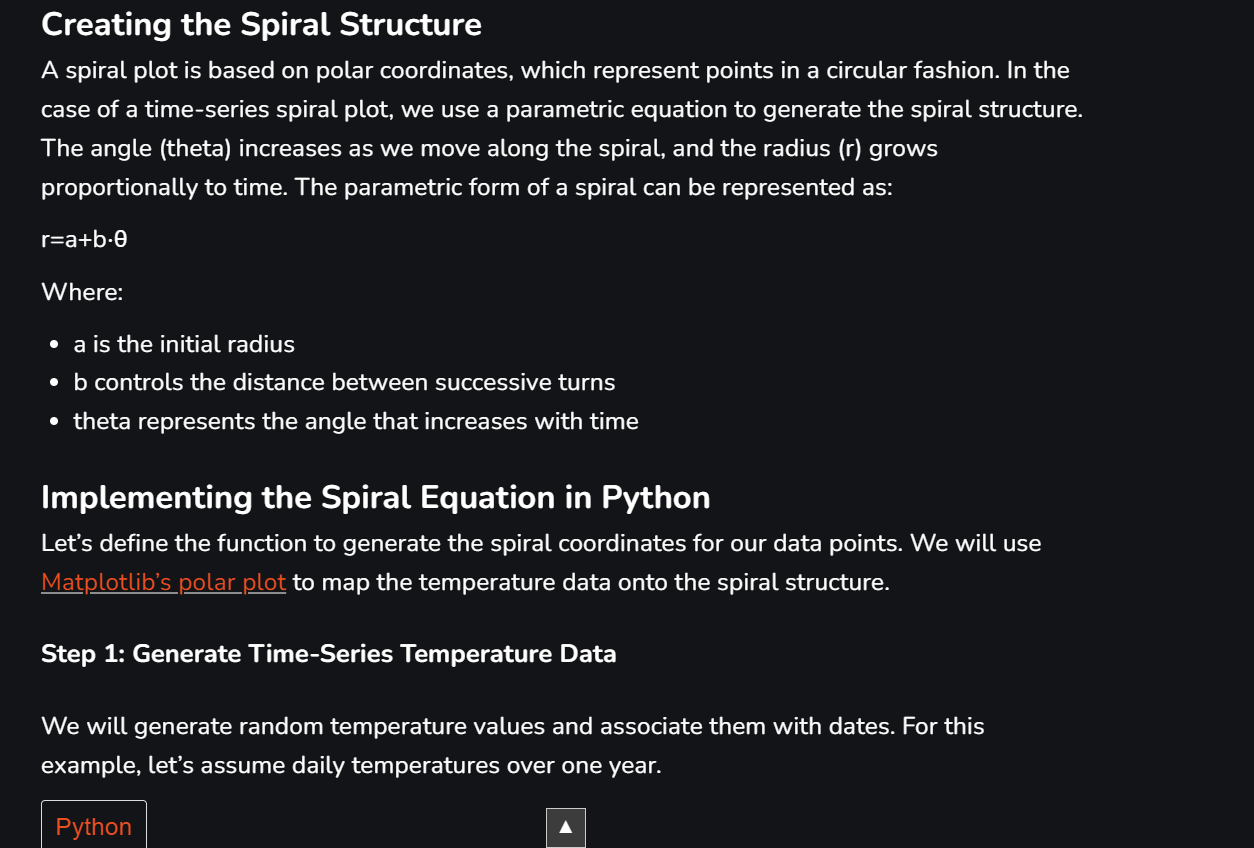 Creating the Spiral Structure
A spiral plot is based on polar coordinates, which represent points in a circular fashion. In the
case of a time-series spiral plot, we use a parametric equation to generate the spiral structure.
The angle (theta) increases as we move along the spiral, and the radius (r) grows
proportionally to time. The parametric form of a spiral can be represented as:
r=a+b⋅θ
Where:
• a is the initial radius
• b controls the distance between successive turns
• theta represents the angle that increases with time
Implementing the Spiral Equation in Python
Let’s define the function to generate the spiral coordinates for our data points. We will use
Matplotlib’s polar plot to map the temperature data onto the spiral structure.
Step 1: Generate Time-Series Temperature Data
We will generate random temperature values and associate them with dates. For this
example, let’s assume daily temperatures over one year.
Python